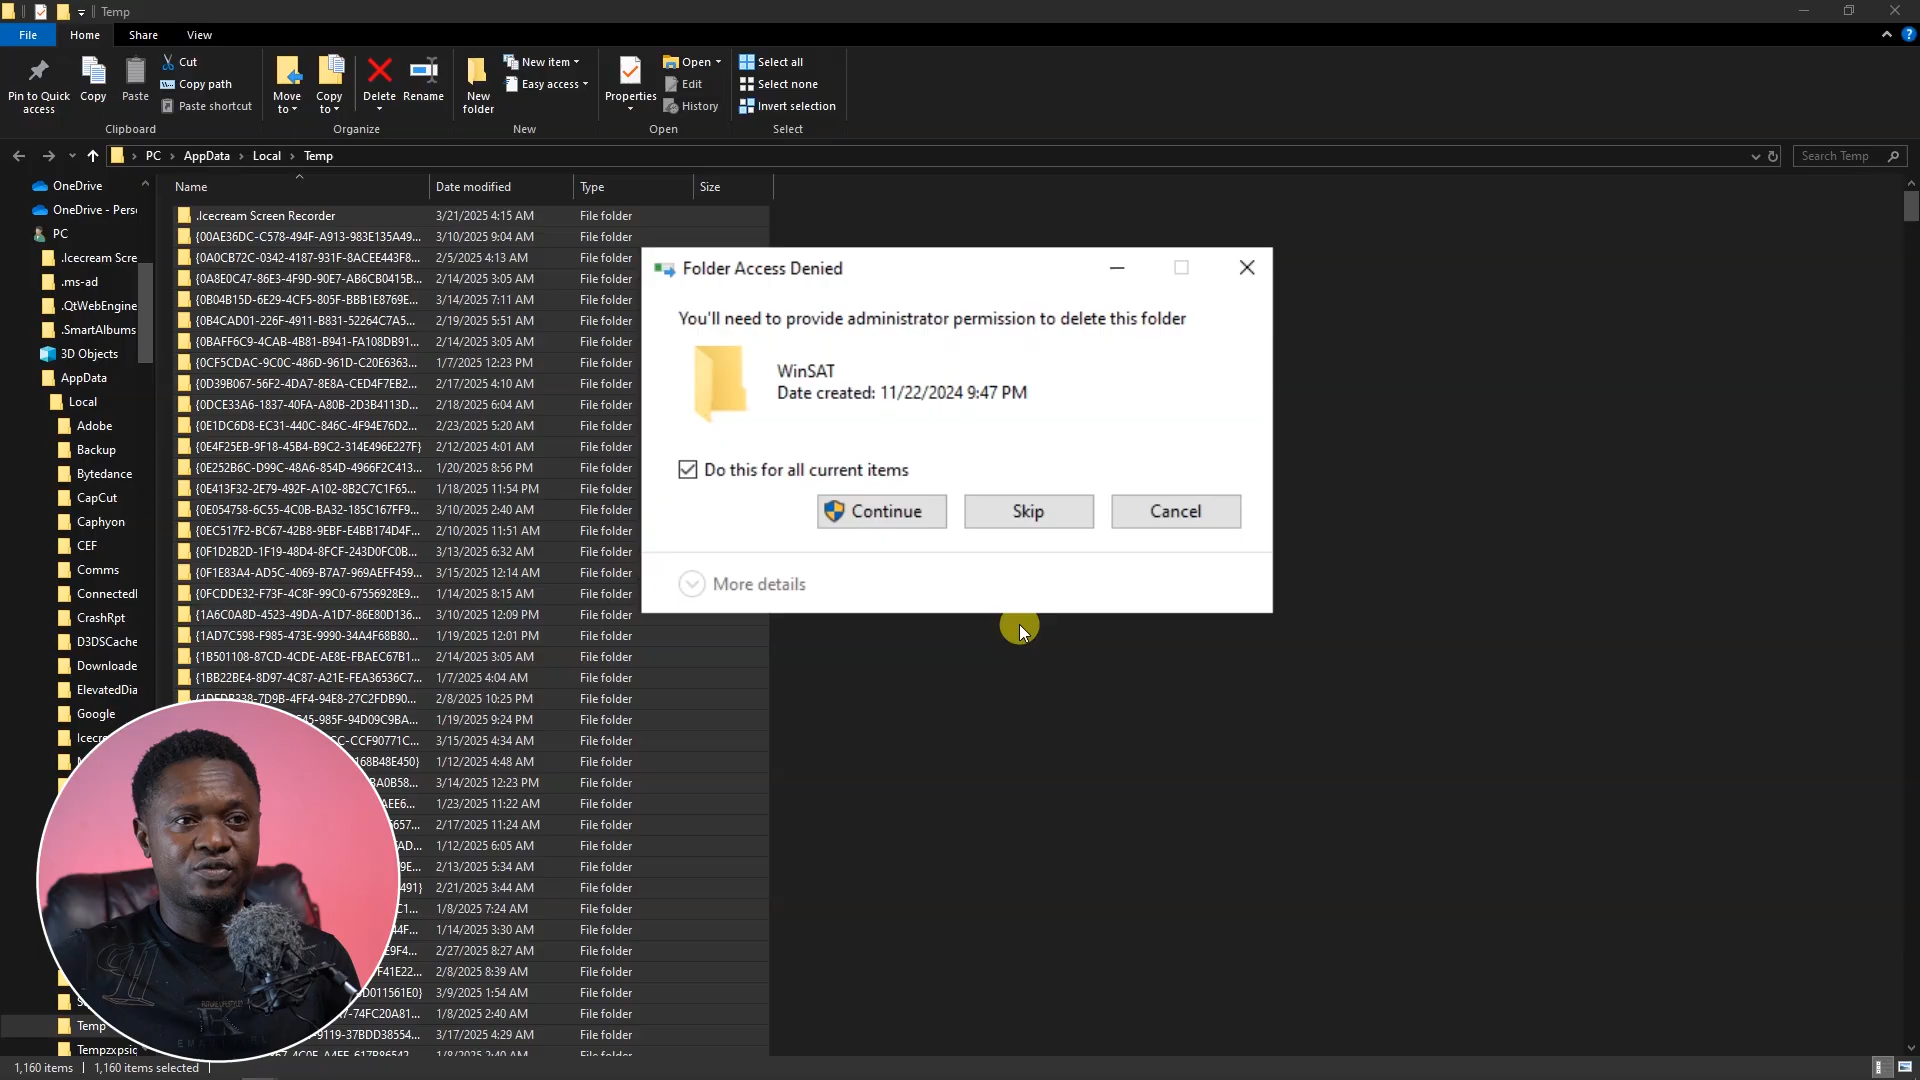 Temp
File
Home
Share
View
Pin to Quick
access
Copy
Paste
Cut
Copy path
Paste shortcut
Move
to
Copy
to
Delete
Rename
New
folder
New item
Easy access
Properties
Open
Edit
History
Select all
Select none
Invert selection
Clipboard
Organize
New
Open
Select
PC
AppData
Local
Temp
Search Temp
OneDrive
OneDrive - Pers
PC
.Icecream Scre
.ms-ad
.QtWebEngine
.SmartAlbums
3D Objects
AppData
Local
Adobe
Backup
Bytedance
CapCut
Caphyon
CEF
Comms
Connected
CrashRpt
D3DSCache
Downloade
ElevatedDia
Google
Icecre
Temp
Tempzxpsig
Name Date modified Type Size
.Icecream Screen Recorder 3/21/2025 4:15 AM File folder
{00AE36DC-C578-494F-A913-983E135A49... 3/10/2025 9:04 AM File folder
{0A0CB72C-0342-4187-931F-8ACEE443F8... 2/5/2025 4:13 AM File folder
{0A8E0C47-86E3-4F9D-90E7-AB6CB0415B... 2/14/2025 3:05 AM File folder
{0B04B15D-6E29-4CF5-805F-BBB1E8769E... 3/14/2025 7:11 AM File folder
{0B4CAD01-226F-4911-B831-52264C7A5... 2/19/2025 5:51 AM File folder
{0BAFF6C9-4CAB-4B81-B941-FA108DB91... 2/14/2025 3:05 AM File folder
{0CF5CDAC-9C0C-486D-961D-C20E6363... 1/7/2025 12:23 PM File folder
{0D39B067-56F2-4DA7-8E8A-CED4F7EB2... 2/17/2025 4:10 AM File folder
{0DCE33A6-1837-40FA-A80B-2D3B4113D... 2/18/2025 6:04 AM File folder
{0E1DC6D8-EC31-440C-846C-4F94E76D2... 2/23/2025 5:20 AM File folder
{0E4F25EB-9F18-45B4-B9C2-314E496E227F} 2/12/2025 4:01 AM File folder
{0E252B6C-D99C-48A6-854D-4966F2C413... 1/20/2025 8:56 PM File folder
{0E413F32-2E79-492F-A102-8B2C7C1F65... 1/18/2025 11:54 PM File folder
{0E054758-6C55-4C0B-BA32-185C167FF9... 3/10/2025 2:40 AM File folder
{0EC517F2-BC67-42B8-9EBF-E4BB174D4F... 2/10/2025 11:51 AM File folder
{0F1D2B2D-1F19-48D4-8FCF-243D0FC0B... 3/13/2025 6:32 AM File folder
{0F1E83A4-AD5C-4069-B7A7-969AEFF459... 3/15/2025 12:14 AM File folder
{0FCDDE32-F73F-4C8F-99C0-67556928E9... 1/14/2025 8:15 AM File folder
{1A6C0A8D-4523-49DA-A1D7-86E80D136... 3/10/2025 12:09 PM File folder
{1AD7C598-F985-473E-9990-34A4F68B80... 1/19/2025 12:01 PM File folder
{1B501108-87CD-4CDE-AE8E-FBAEC67B1... 2/14/2025 3:05 AM File folder
{1BB22BE4-8D97-4C87-A21E-FEA36536C7... 1/7/2025 4:04 AM File folder
{1DFDB338-7D9B-4FF4-94E8-27C2FDB90... 2/8/2025 10:25 PM File folder
45-985F-94D09C9BA... 1/19/2025 9:24 PM File folder
C-CCF90771C... 3/15/2025 4:34 AM File folder
168B48E450} 1/12/2025 4:48 AM File folder
BA0B58... 3/14/2025 12:23 PM File folder
AEE6... 1/23/2025 11:22 AM File folder
657... 2/17/2025 11:24 AM File folder
AD... 1/12/2025 6:05 AM File folder
9E... 2/13/2025 5:34 AM File folder
491} 2/21/2025 3:44 AM File folder
C1... 1/8/2025 7:24 AM File folder
44F... 1/14/2025 3:30 AM File folder
E9F4... 2/27/2025 8:27 AM File folder
F41E22... 2/8/2025 8:39 AM File folder
D011561E0} 3/9/2025 1:54 AM File folder
7-74FC20A81... 1/8/2025 2:40 AM File folder
-9119-37BDD38554... 3/17/2025 4:29 AM File folder
Folder Access Denied
You'll need to provide administrator permission to delete this folder
WinSAT
Date created: 11/22/2024 9:47 PM
Do this for all current items
Continue
Skip
Cancel
More details
1,160 items
1,160 items selected